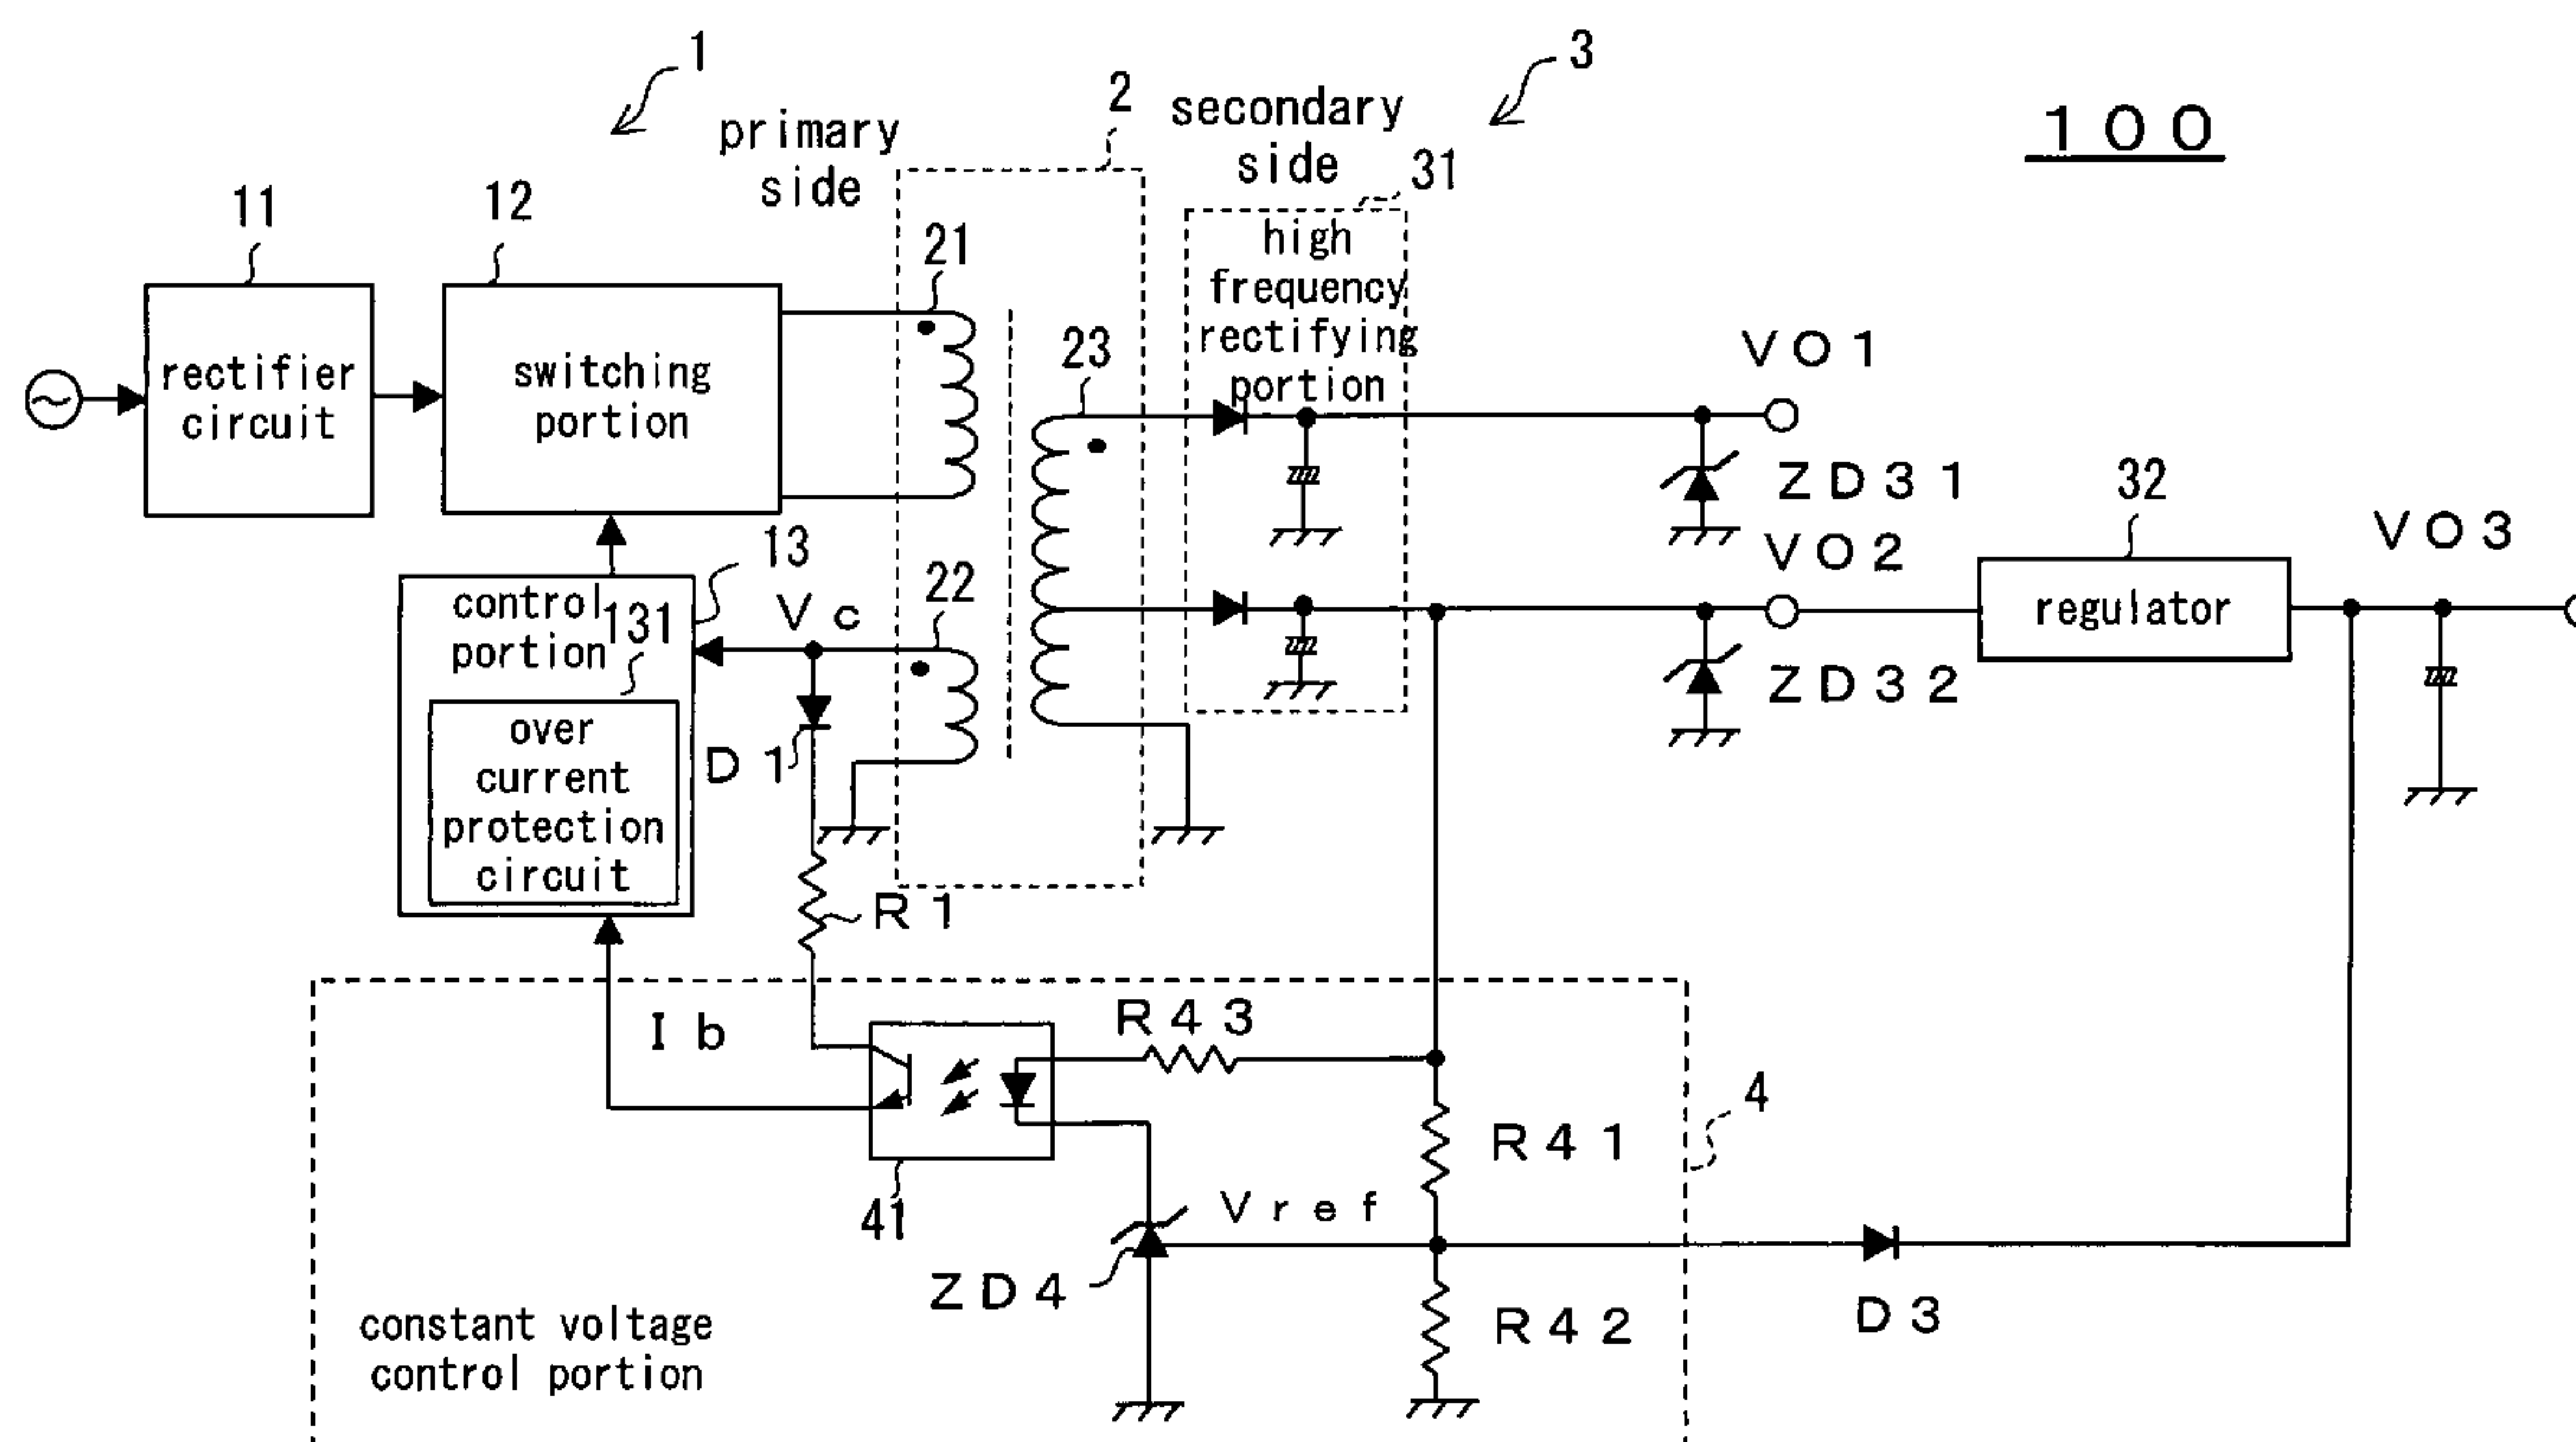 1
2
3
100
primary
side
secondary
side
31
11
12
21
high
frequency
rectifying
portion
23
VO1
rectifier
circuit
switching
portion
ZD31
32
VO3
VO2
13
22
control
portion
131
Vc
regulator
ZD32
over
current
protection
circuit
D1
R1
R43
Ib
4
R41
41
Vref
ZD4
R42
D3
constant voltage
control portion